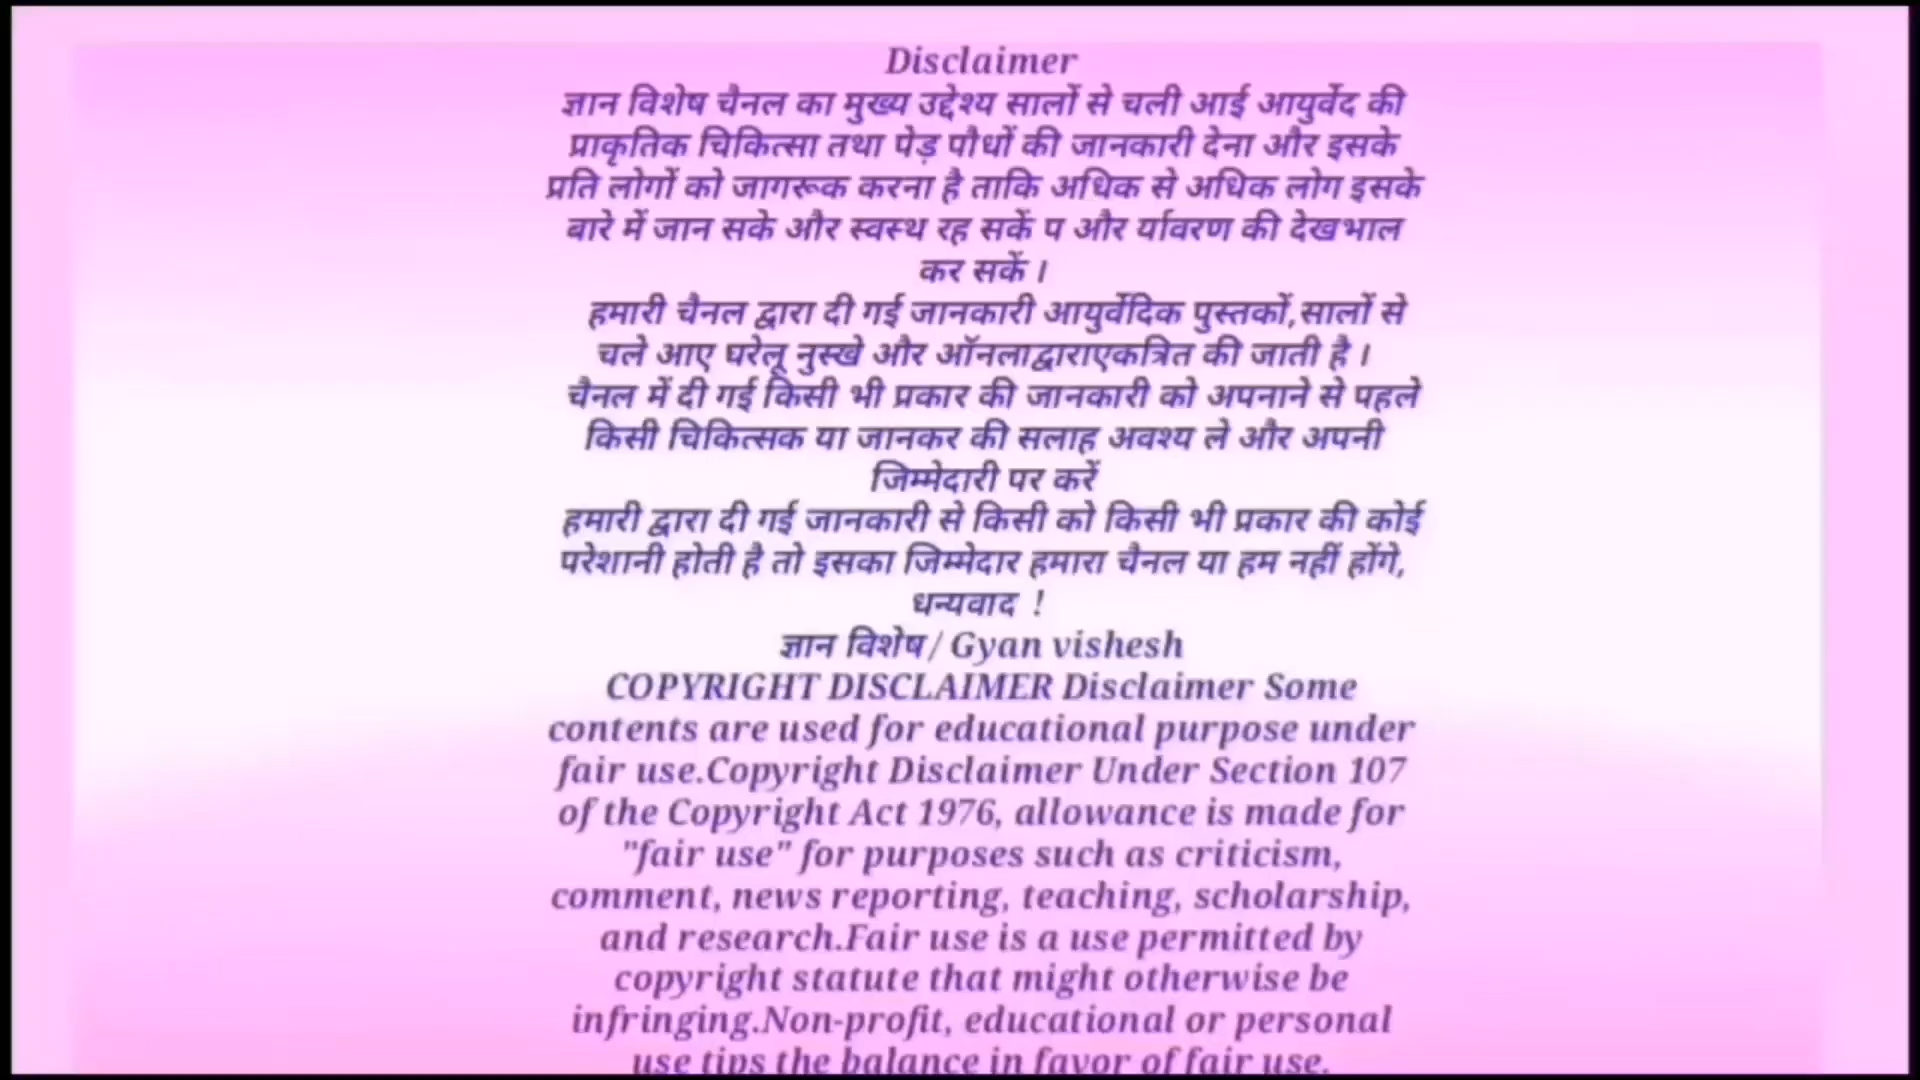 Disclaimer
ज्ञान विशेष चैनल का मुख्य उद्देश्य सालों से चली आई आयुर्वेद की
प्राकृतिक चिकित्सा तथा पेड़ पौधों की जानकारी देना और इसके
प्रति लोगों को जागरूक करना है ताकि अधिक से अधिक लोग इसके
बारे में जान सके और स्वस्थ रह सकें प और र्यावरण की देखभाल
कर सकें ।
हमारी चैनल द्वारा दी गई जानकारी आयुर्वेदिक पुस्तकों,सालों से
चले आए घरेलू नुस्खे और ऑनलाद्वाराएकत्रित की जाती है ।
चैनल में दी गई किसी भी प्रकार की जानकारी को अपनाने से पहले
किसी चिकित्सक या जानकर की सलाह अवश्य ले और अपनी
जिम्मेदारी पर करें
हमारी द्वारा दी गई जानकारी से किसी को किसी भी प्रकार की कोई
परेशानी होती है तो इसका जिम्मेदार हमारा चैनल या हम नहीं होंगे,
धन्यवाद !
ज्ञान विशेष/ Gyan vishesh
COPYRIGHT DISCLAIMER Disclaimer Some
contents are used for educational purpose under
fair use.Copyright Disclaimer Under Section 107
of the Copyright Act 1976, allowance is made for
"fair use" for purposes such as criticism,
comment, news reporting, teaching, scholarship,
and research.Fair use is a use permitted by
copyright statute that might otherwise be
infringing.Non-profit, educational or personal
use tips the balance in favor of fair use.